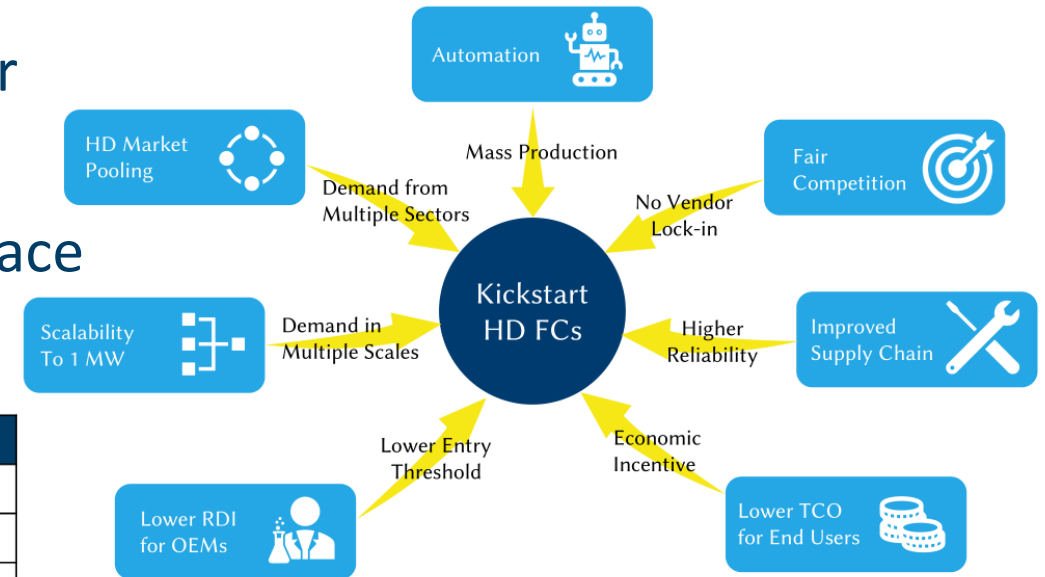 r
ace
Automation
Mass Production
HD Market
Pooling
Demand from
Multiple Sectors
Fair
Competition
No Vendor
Lock-in
Kickstart
HD FCs
Scalability
To 1 MW
Demand in
Multiple Scales
Higher
Reliability
Improved
Supply Chain
Lower Entry
Threshold
Economic
Incentive
Lower RDI
for OEMs
Lower TCO
for End Users